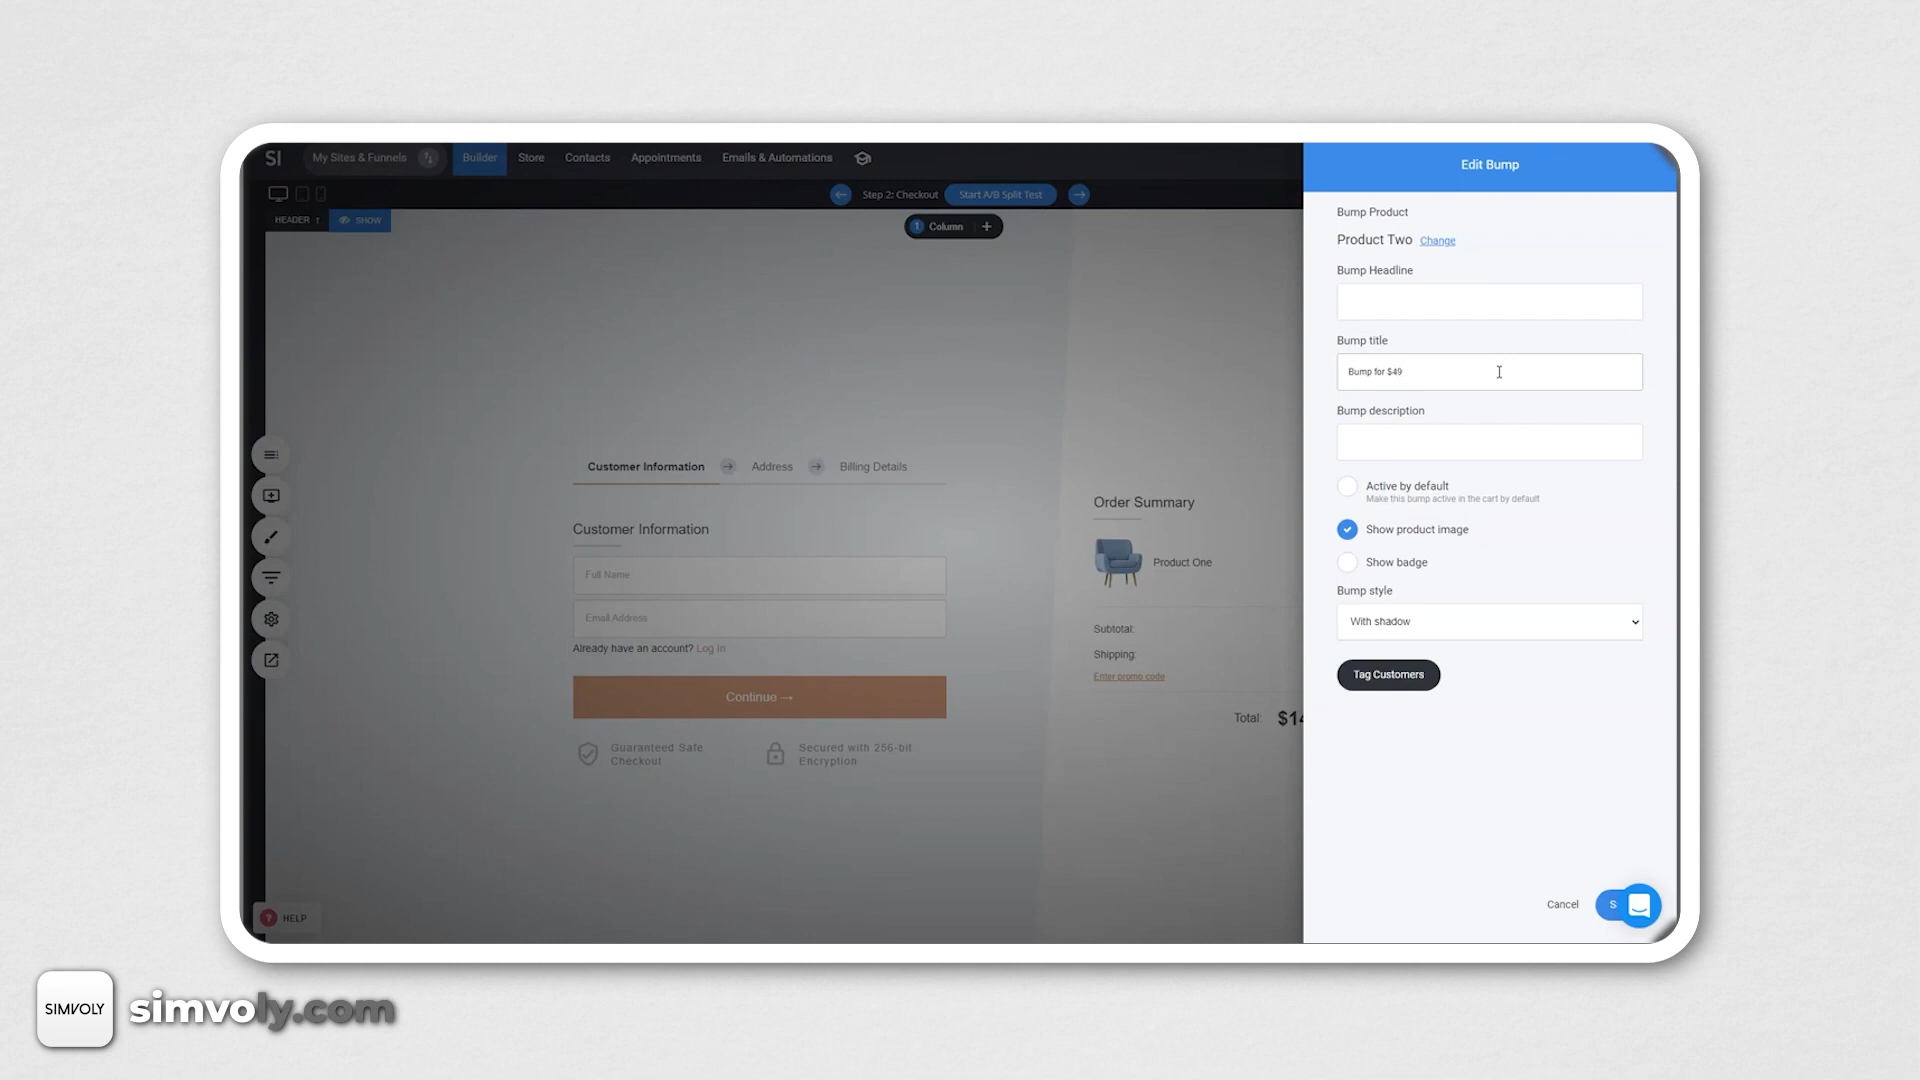 SI
My Sites & Funnels
Builder
Store
Contacts
Appointments
Emails & Automations
Step 2: Checkout
Start A/B Split Test
HEADER
SHOW
1 Column +
Customer Information
Address
Billing Details
Customer Information
Full Name
Email Address
Already have an account? Log In
Continue →
Guaranteed Safe
Checkout
Secured with 256-bit
Encryption
Order Summary
Product One
Subtotal:
Shipping:
Enter promo code
Total:
? HELP
Edit Bump
Bump Product
Product Two Change
Bump Headline
Bump title
Bump for $49
Bump description
Active by default
Make this bump active in the cart by default
Show product image
Show badge
Bump style
With shadow
Tag Customers
Cancel
S
SIMVOLY
simvoly.com